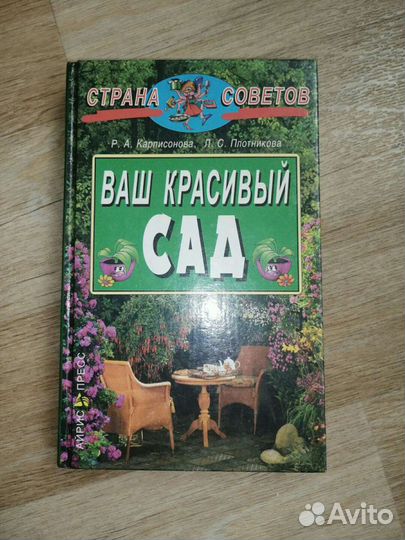 СТРАНА СОВЕТОВ
Р. А. Карписонова, Л. С. Плотникова
ВАШ КРАСИВЫЙ
САД
АЙРИС ПРЕСС
Avito